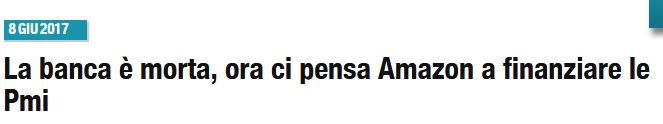 8 GIU 2017
La banca è morta, ora ci pensa Amazon a finanziare le
Pmi